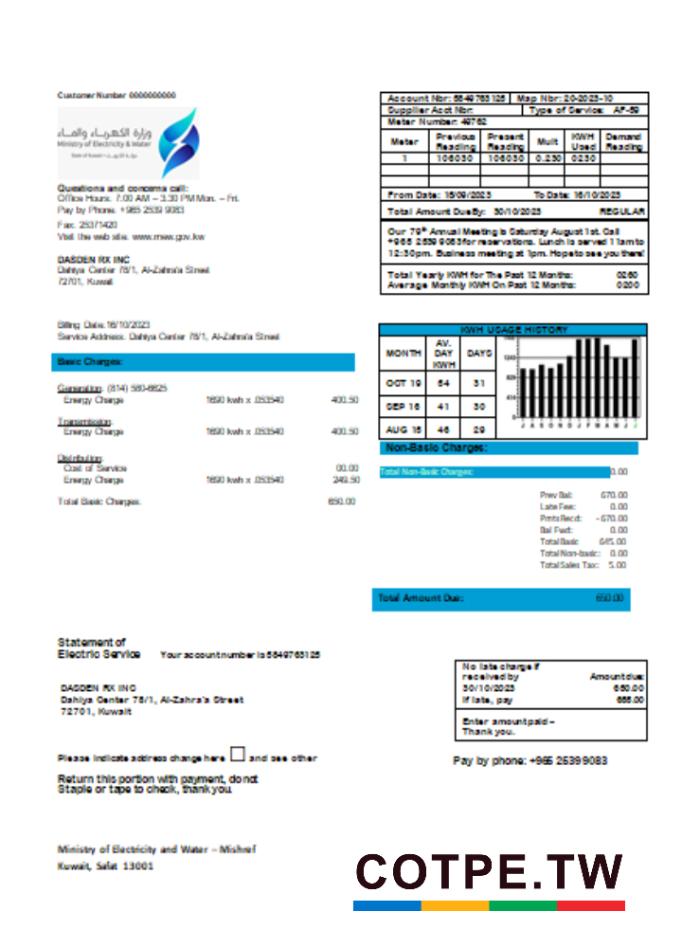 Customer Number 0000000000
وزارة الكهرباء والماء
Ministry of Electricity & Water
Questions and concerns call:
Office Hours. 7:00 AM – 3.30 PM Mon. – Fri.
Pay by Phone. +965 2539 9083
Fax. 25371420
Visit the web site. www.mew.gov.kw
DASDEN RX INC
Dahiya Center 78/1, Al-Zahra'a Street
72701, Kuwait
Billing Date.16/10/2023
Service Address. Dahiya Center 78/1, Al-Zahra'a Street
Basic Charges:
Generation. (814) 580-6625
Energy Charge 1690 kwh x .053540 400.50
Transmission.
Energy Charge 1690 kwh x .053540 400.50
Distribution.
Cost of Service 00.00
Energy Charge 1690 kwh x .053540 249.50
Total Basic Charges. 650.00
Account Nbr: 5849763125 Map Nbr: 20-2023-10
Supplier Acct Nbr: Type of Service: AF-59
Meter Number: 49762
Meter Previous Reading Present Reading Mult KWH Used Demand Reading
1 106030 106030 0.230 0230
From Date: 15/09/2023 To Date: 16/10/2023
Total Amount Due By: 30/10/2023 REGULAR
Our 79th Annual Meeting is Saturday August 1st. Call
+965 2539 9083 for reservations. Lunch is served 11am to
12:30pm. Business meeting at 1pm. Hope to see you there!
Total Yearly KWH for The Past 12 Months: 0260
Average Monthly KWH On Past 12 Months: 0200
KWH USAGE HISTORY
MONTH AV. DAY KWH DAYS
OCT 19 54 31
SEP 16 41 30
AUG 15 46 29
Non-Basic Charges:
Total Non-Basic Charges: 0.00
Prev Bal: 670.00
Late Fee: 0.00
Pmts Recd: -670.00
Bal Fwd: 0.00
Total Basic 645.00
Total Non-basic: 0.00
Total Sales Tax: 5.00
Total Amount Due: 650.00
Statement of
Electric Service Your account number is 5849763125
DASDEN RX INC
Dahiya Center 78/1, Al-Zahra'a Street
72701, Kuwait
No late charge if
received by Amount due:
30/10/2023 650.00
If late, pay 665.00
Enter amount paid –
Thank you.
Please indicate address change here and see other
Pay by phone: +965 25399083
Return this portion with payment, do not
Staple or tape to check, thank you.
Ministry of Electricity and Water – Mishref
Kuwait, Safat 13001
COTPE.TW